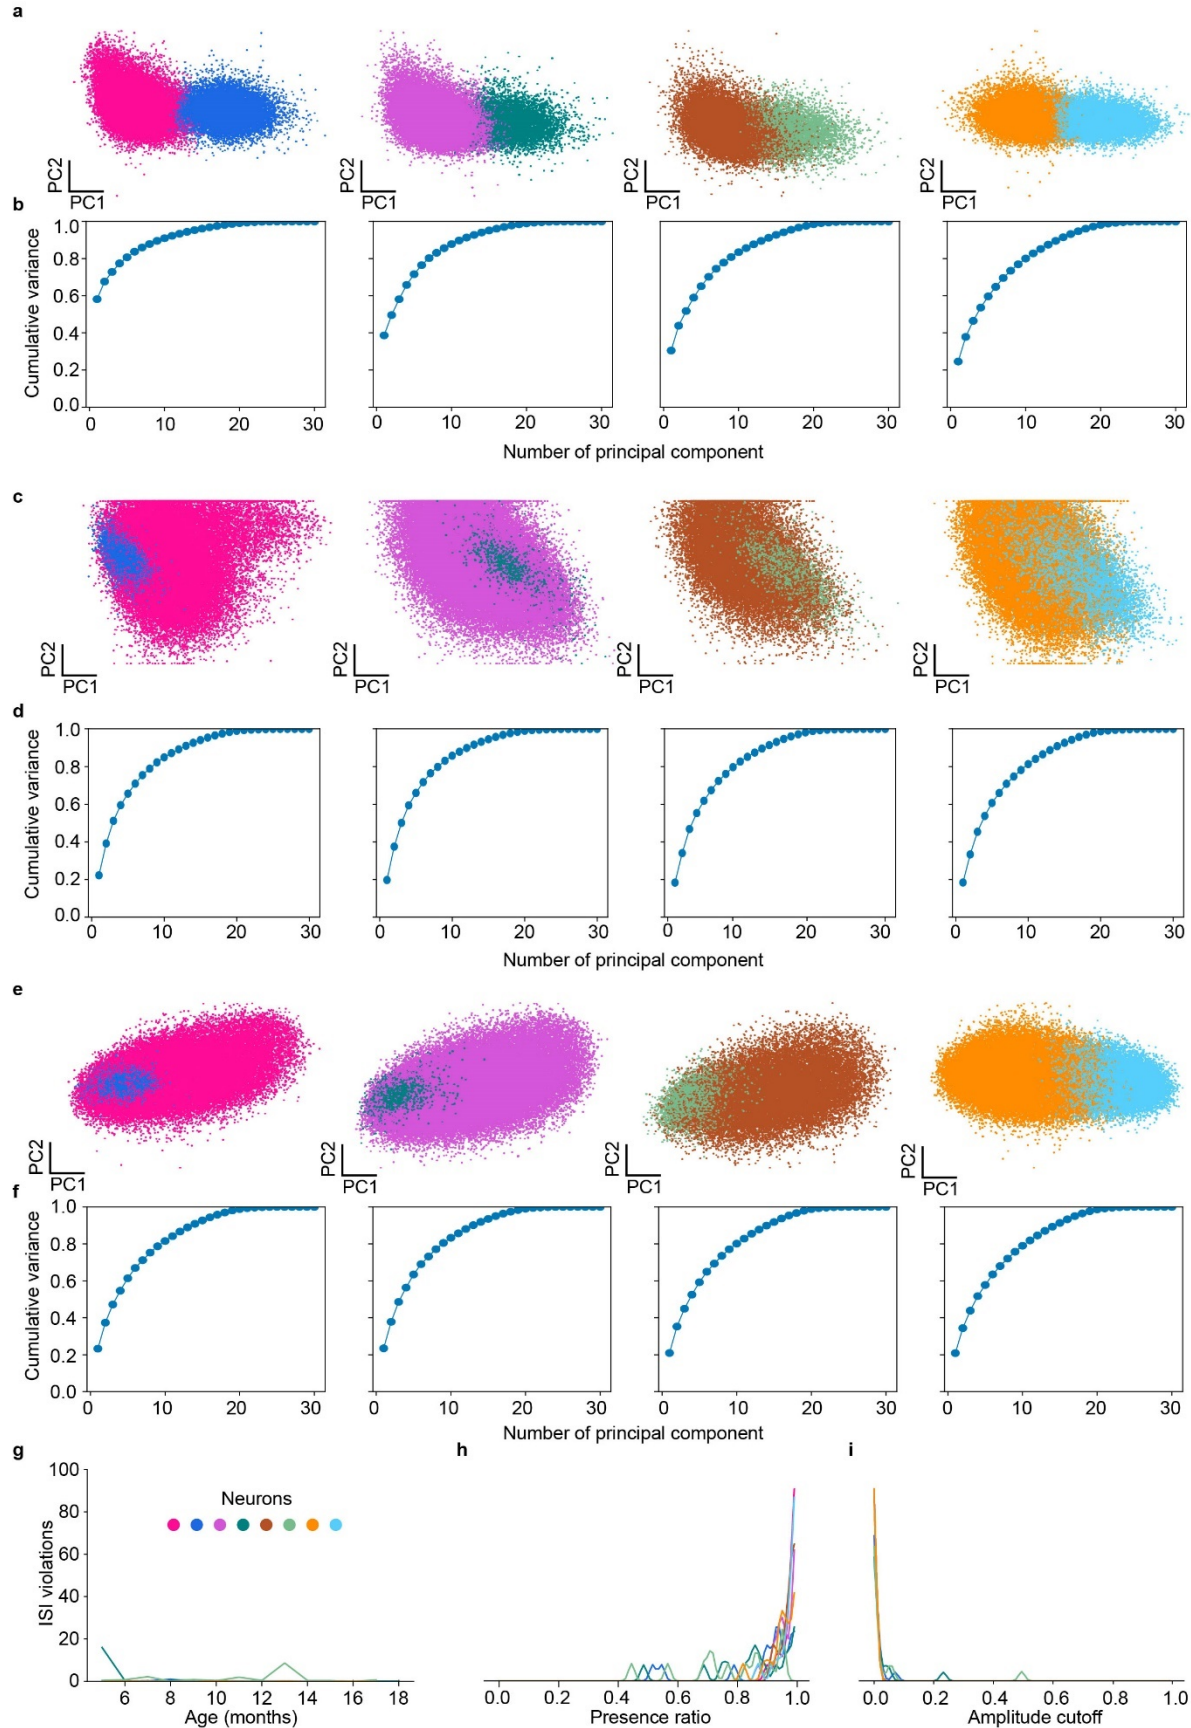 a
PC2 PC2 PC2 PC2
PC1 PC1 PC1 PC1
b
Cumulative variance
1.0
0.8
0.6
0.4
0.2
0.0
0 10 20 30 0 10 20 30 0 10 20 30 0 10 20 30
Number of principal component
c
PC2 PC2 PC2 PC2
PC1 PC1 PC1 PC1
d
Cumulative variance
1.0
0.8
0.6
0.4
0.2
0.0
0 10 20 30 0 10 20 30 0 10 20 30 0 10 20 30
Number of principal component
e
PC2 PC2 PC2 PC2
PC1 PC1 PC1 PC1
f
Cumulative variance
1.0
0.8
0.6
0.4
0.2
0.0
0 10 20 30 0 10 20 30 0 10 20 30 0 10 20 30
Number of principal component
g
ISI violations
100
80
60
40
20
0
Neurons
6 8 10 12 14 16 18
Age (months)
h
0.0 0.2 0.4 0.6 0.8 1.0
Presence ratio
i
0.0 0.2 0.4 0.6 0.8 1.0
Amplitude cutoff